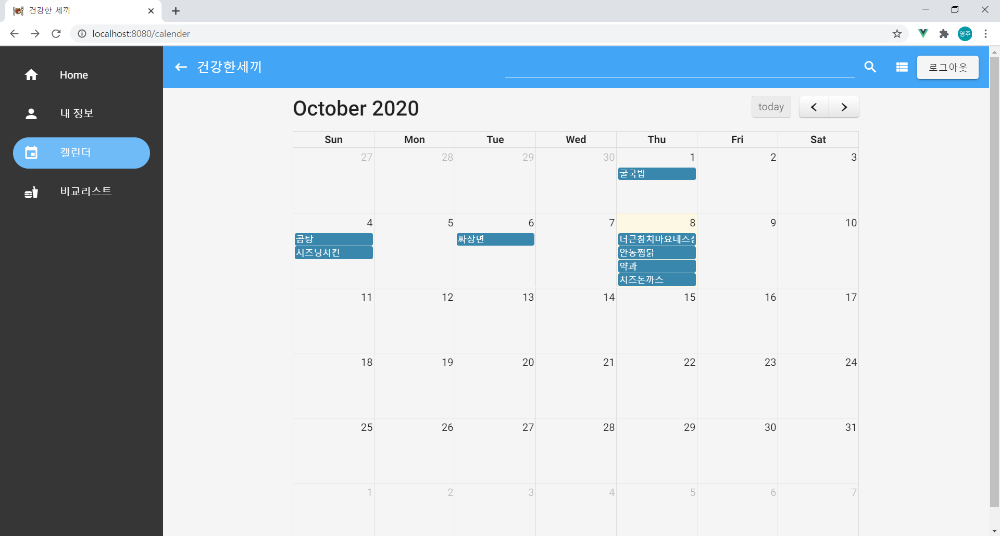 건강한 세끼
localhost:8080/calender
영주
Home
내 정보
캘린더
비교리스트
건강한세끼
로그아웃
October 2020
today
Sun Mon Tue Wed Thu Fri Sat
27 28 29 30 1 2 3
굴국밥
4 5 6 7 8 9 10
곰탕 짜장면 더큰참치마요네즈
시즈닝치킨 안동찜닭
약과
치즈돈까스
11 12 13 14 15 16 17
18 19 20 21 22 23 24
25 26 27 28 29 30 31
1 2 3 4 5 6 7